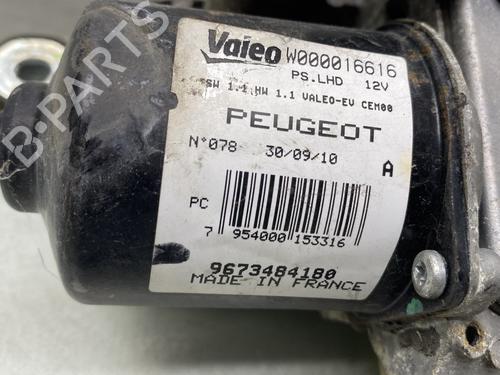 Valeo W000016616
PS.LHD 12V
SW 1.1 HW 1.1 VALEO-EV CEM00
PEUGEOT
N°078 30/09/10 A
PC
7 954000 153316
9673484180
MADE IN FRANCE